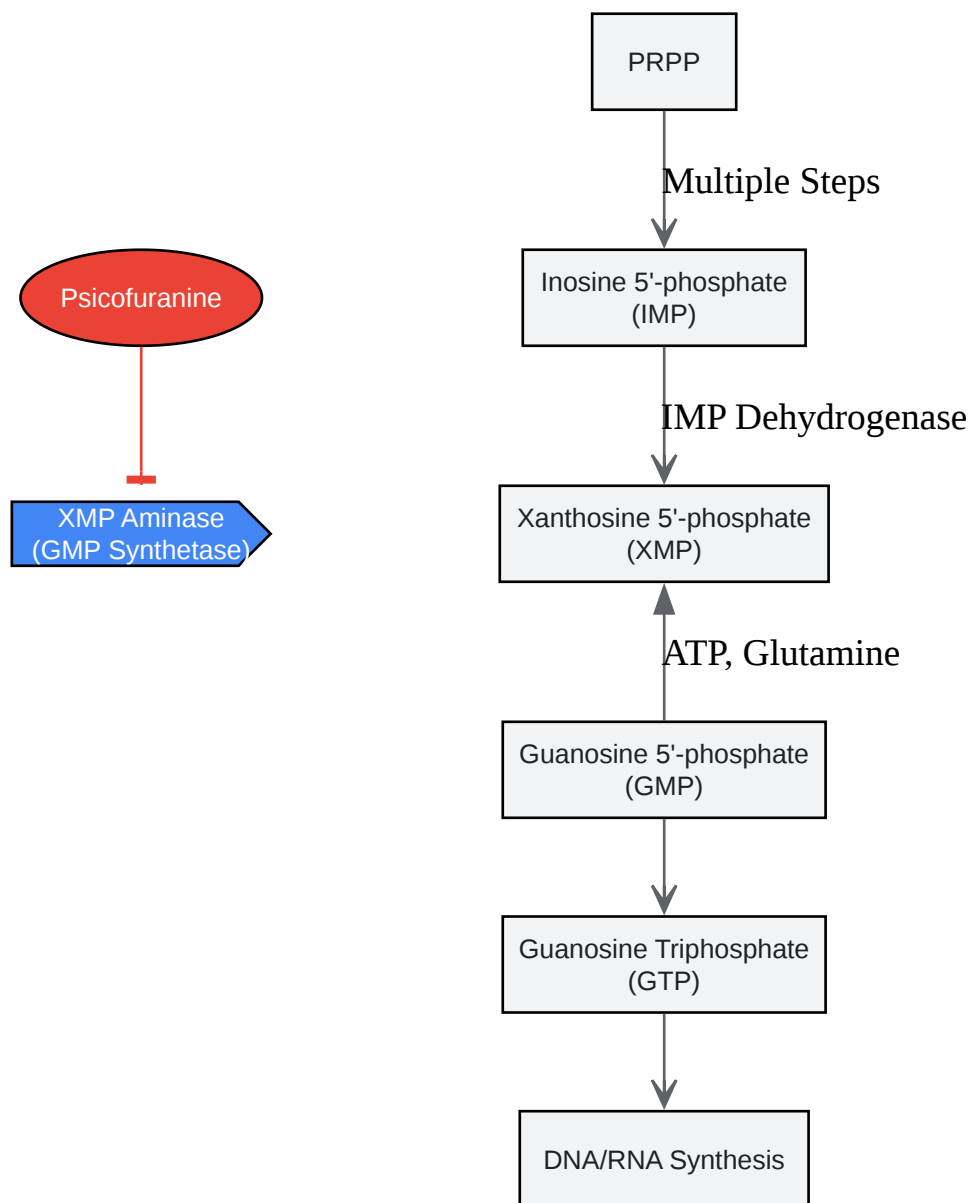 PRPP
Multiple Steps
Psicofuranine
Inosine 5'-phosphate
(IMP)
IMP Dehydrogenase
XMP Aminase
(GMP Synthetase)
Xanthosine 5'-phosphate
(XMP)
ATP, Glutamine
Guanosine 5'-phosphate
(GMP)
Guanosine Triphosphate
(GTP)
DNA/RNA Synthesis